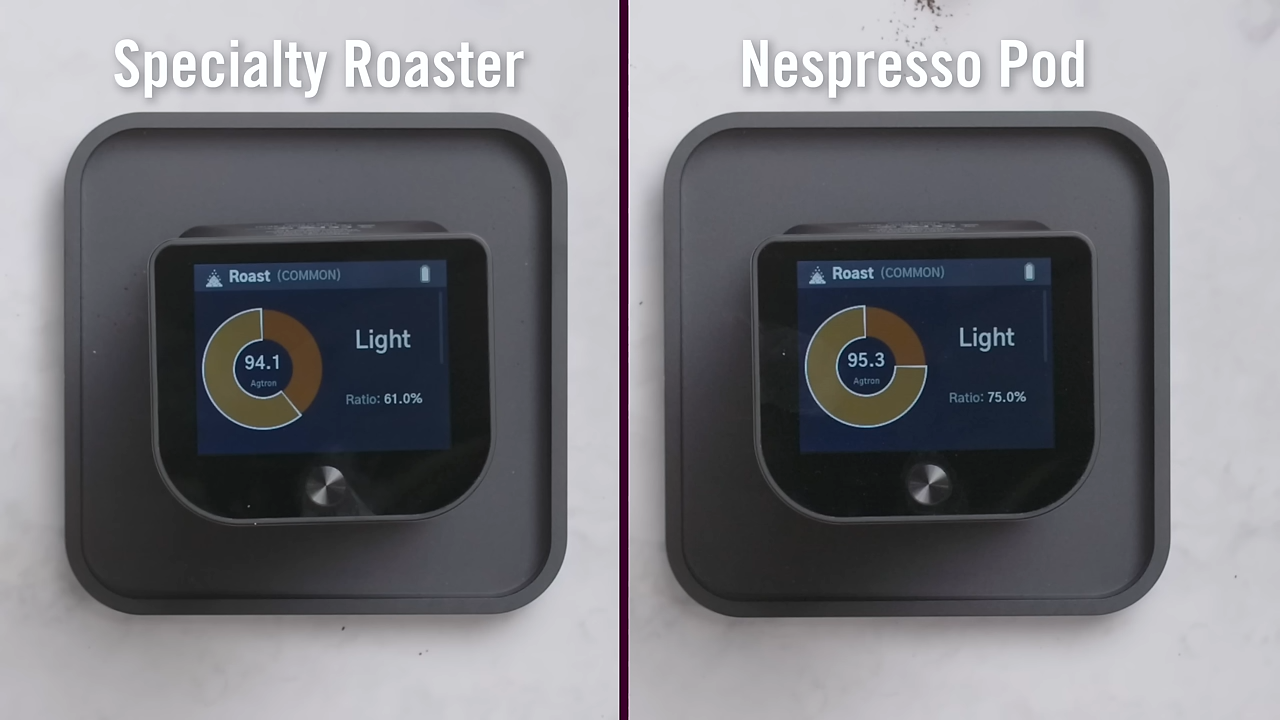 Specialty Roaster
Roast (COMMON)
94.1
Agtron
Light
Ratio: 61.0%
Nespresso Pod
Roast (COMMON)
95.3
Agtron
Light
Ratio: 75.0%